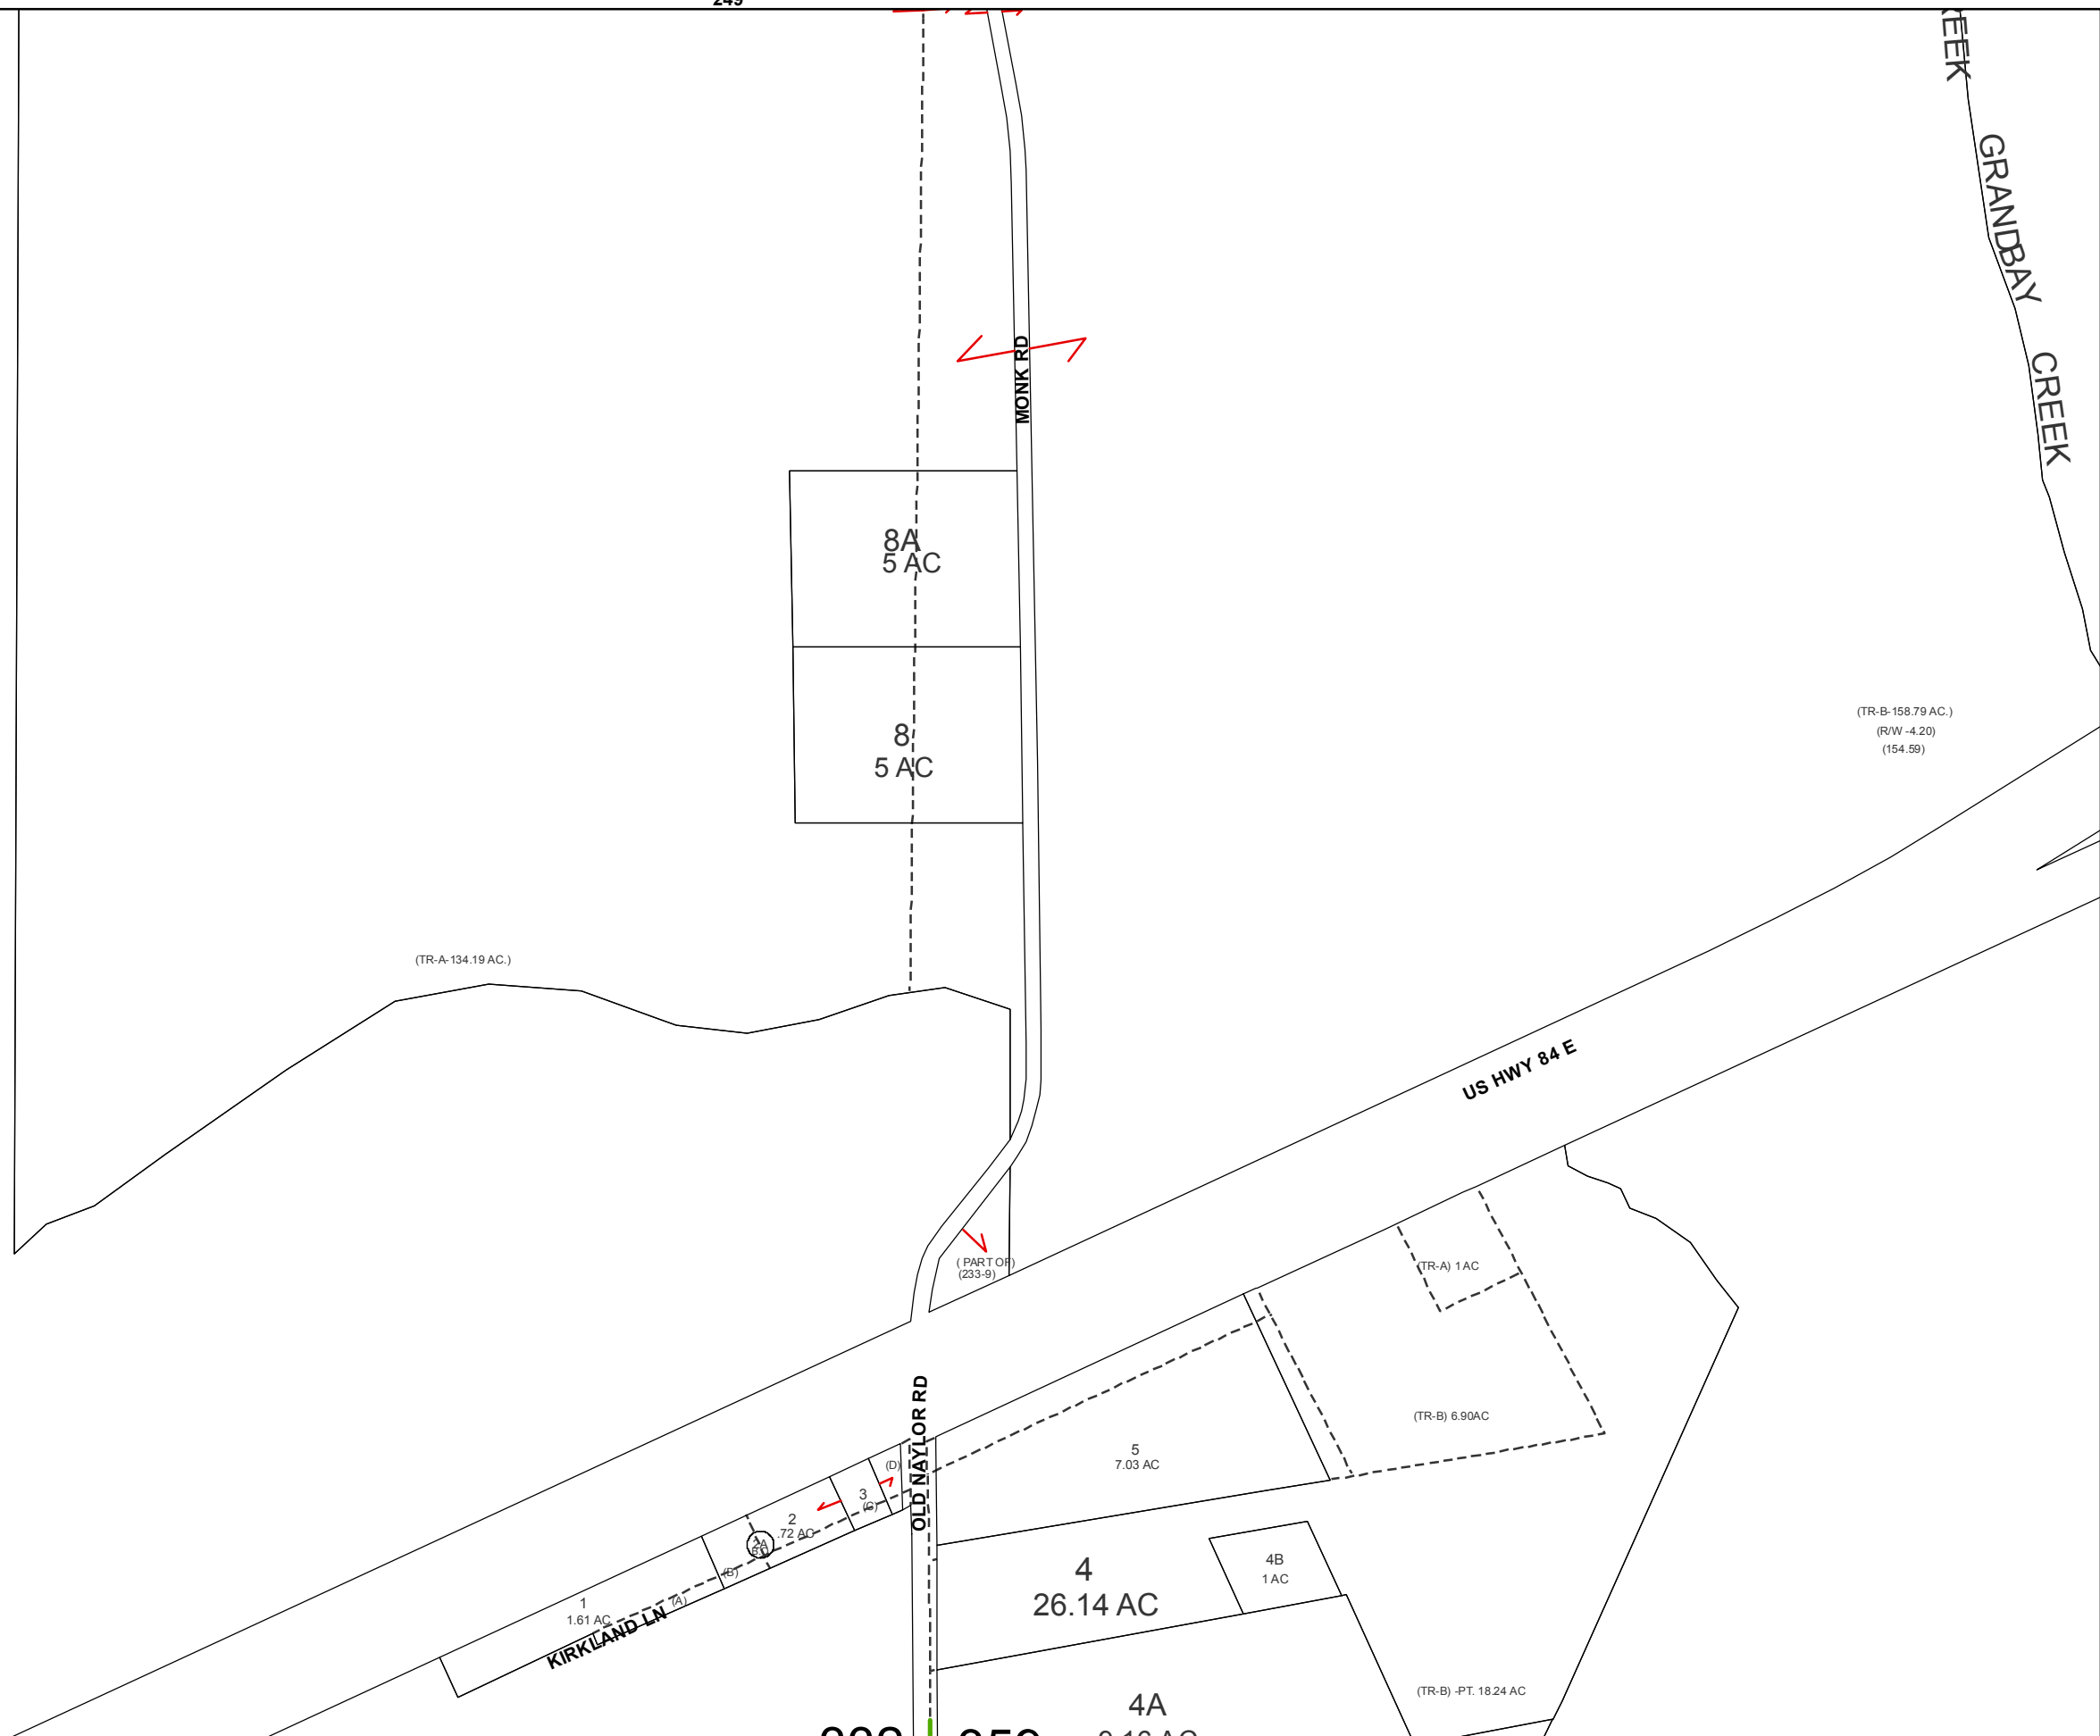 249
GRANDBAY
CREEK
MONK RD
8A
5 AC
8
5 AC
(TR-B-158.79 AC.)
(R/W -4.20)
(154.59)
(TR-A-134.19 AC.)
US HWY 84 E
( PART OF)
(233-9)
(TR-A) 1 AC
OLD NAYLOR RD
(TR-B) 6.90AC
5
7.03 AC
(D)
3
(C)
2
.72 AC
2A
(B)
(A)
1
1.61 AC
KIRKLAND LN
4
26.14 AC
4B
1 AC
(TR-B) -PT. 18.24 AC
4A